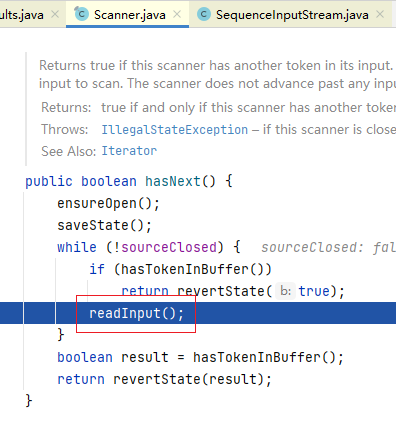 ults.java × Scanner.java × SequenceInputStream.java ×
Returns true if this scanner has another token in its input.
input to scan. The scanner does not advance past any inpu
Returns: true if and only if this scanner has another toke
Throws: IllegalStateException – if this scanner is close
See Also: Iterator
public boolean hasNext() {
ensureOpen();
saveState();
while (!sourceClosed) { sourceClosed: fal
if (hasTokenInBuffer())
return revertState( b: true);
readInput();
}
boolean result = hasTokenInBuffer();
return revertState(result);
}